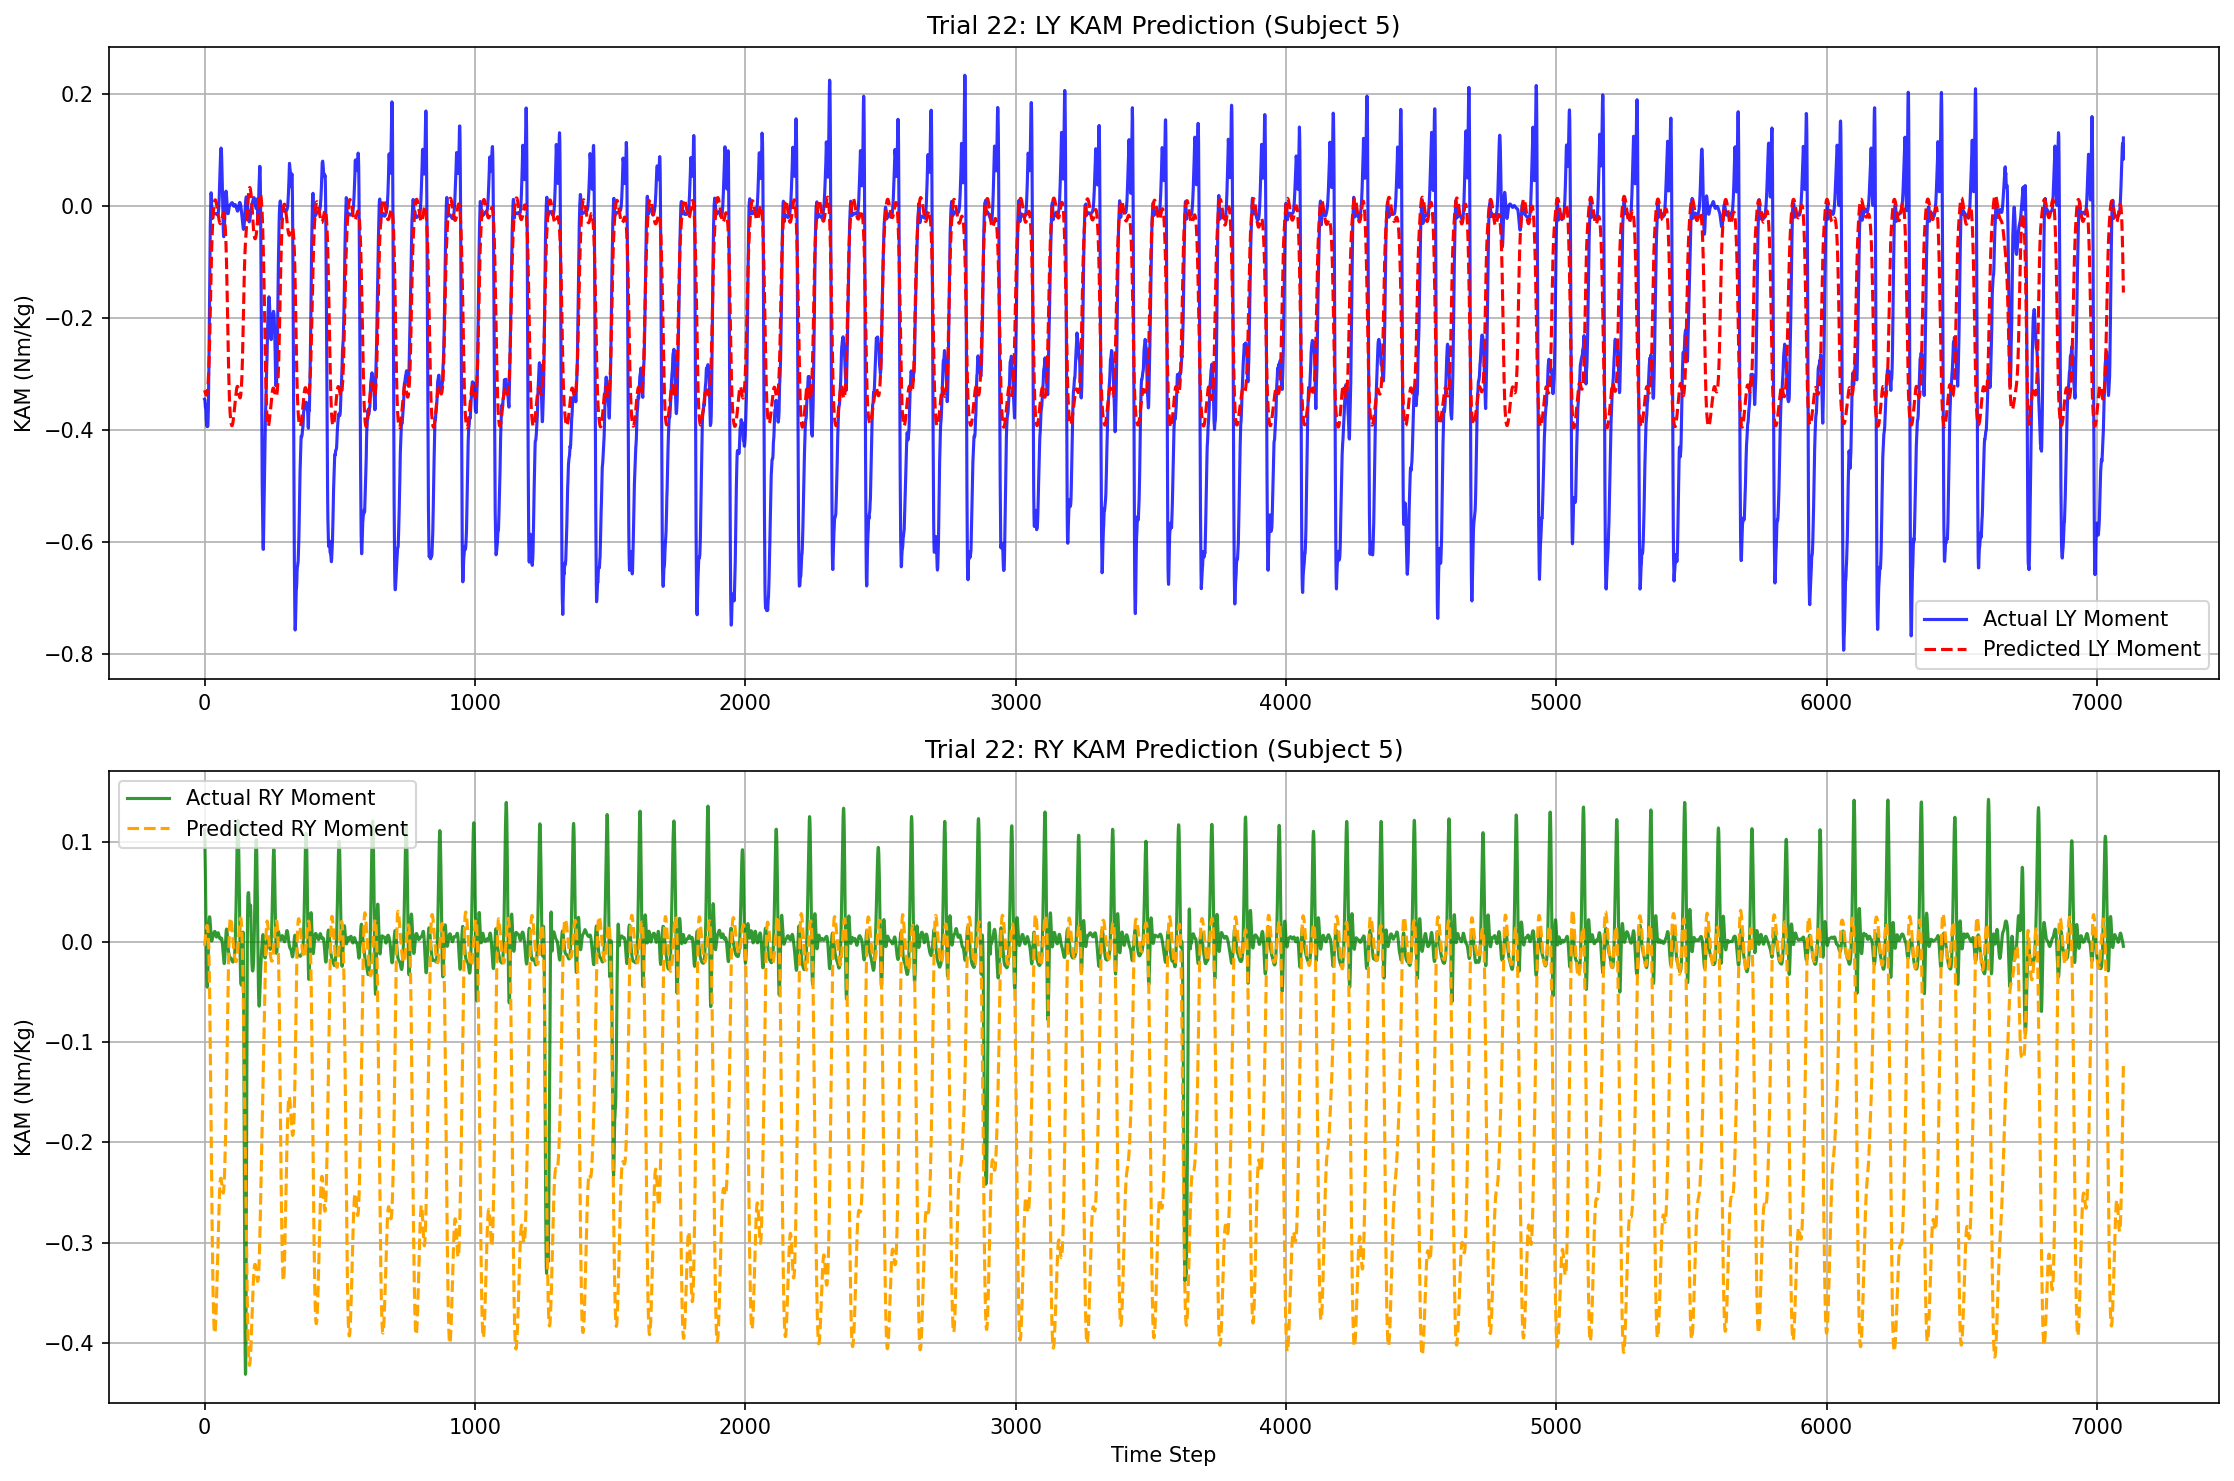 Trial 22: LY KAM Prediction (Subject 5)
KAM (Nm/Kg)
0.2
0.0
−0.2
−0.4
−0.6
−0.8
Actual LY Moment
Predicted LY Moment
0 1000 2000 3000 4000 5000 6000 7000
Trial 22: RY KAM Prediction (Subject 5)
Actual RY Moment
Predicted RY Moment
KAM (Nm/Kg)
0.1
0.0
−0.1
−0.2
−0.3
−0.4
0 1000 2000 3000 4000 5000 6000 7000
Time Step